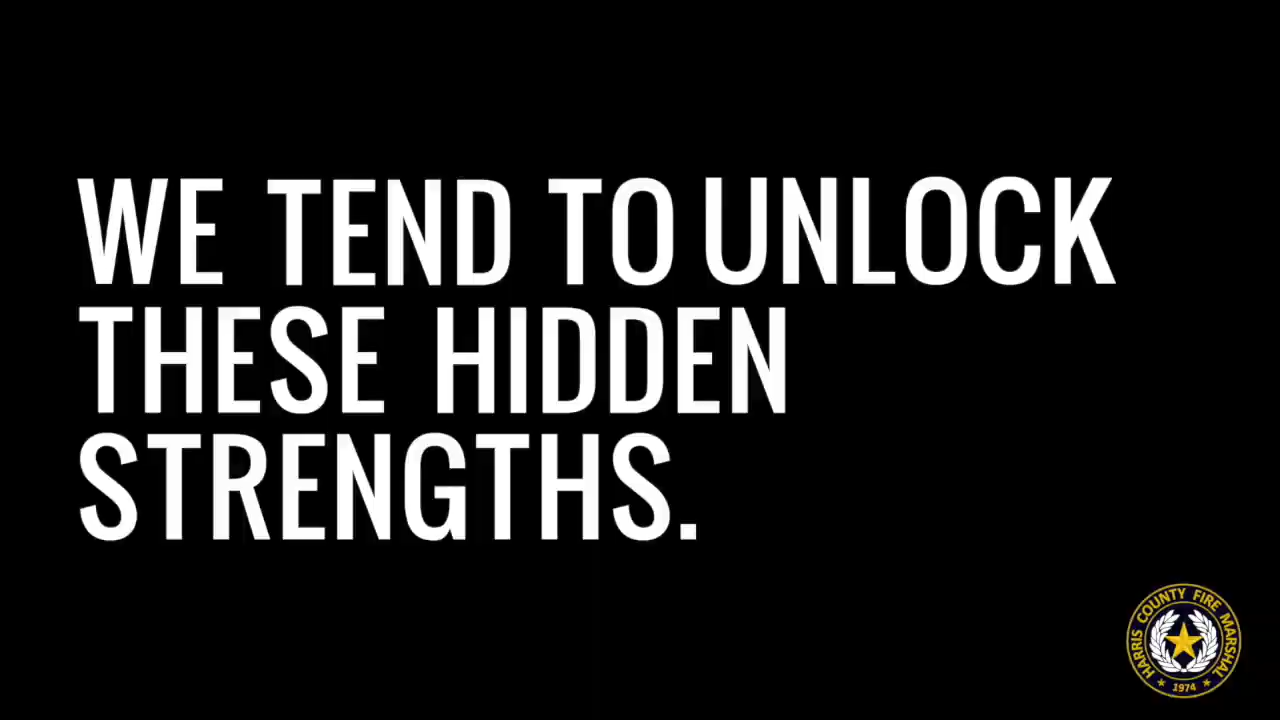 WE TEND TO UNLOCK
THESE HIDDEN
STRENGTHS.
HARRIS COUNTY FIRE MARSHAL
1974